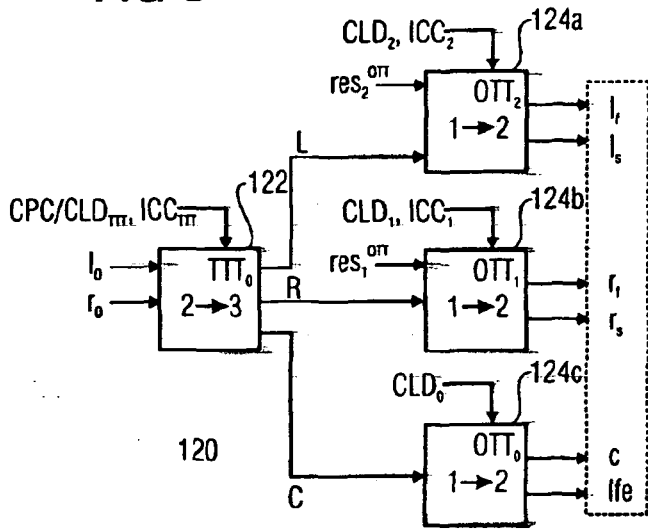 CLD₂, ICC₂
124a
res₂ᴼᵀᵀ
OTT₂
1→2
lf
ls
L
122
CPC/CLDTTT, ICCTTT
TTT₀
2→3
l₀
r₀
R
CLD₁, ICC₁
124b
res₁ᴼᵀᵀ
OTT₁
1→2
rf
rs
CLD₀
124c
OTT₀
1→2
c
lfe
120
C